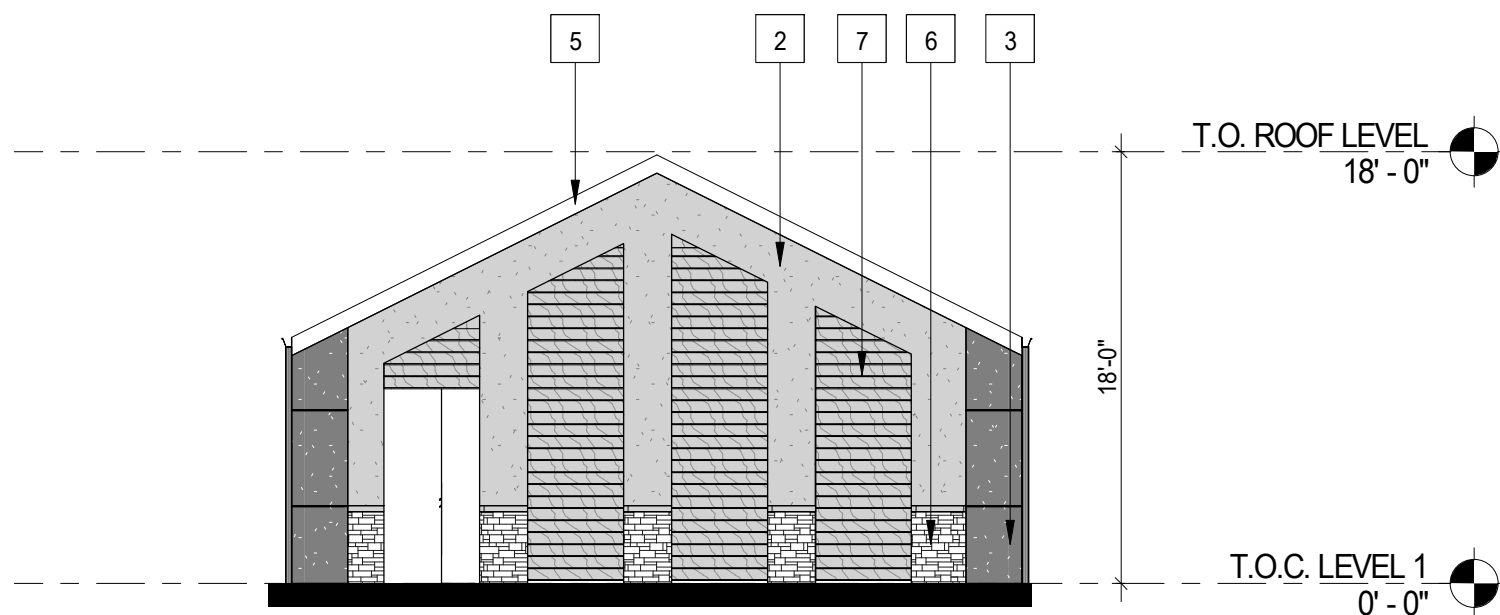 5
2
7
6
3
T.O. ROOF LEVEL
18' - 0"
18'-0"
T.O.C. LEVEL 1
0' - 0"